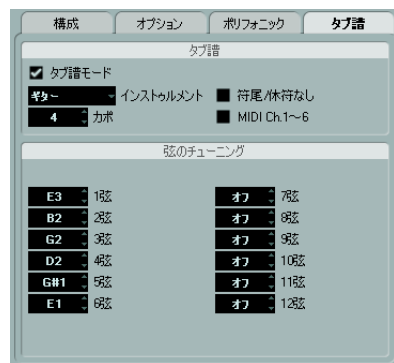 構成 オプション ポリフォニック タブ譜
タブ譜
タブ譜モード
ギター インストゥルメント 符尾/休符なし
4 カポ MIDI Ch.1～6
弦のチューニング
E3 1弦 オフ 7弦
B2 2弦 オフ 8弦
G2 3弦 オフ 9弦
D2 4弦 オフ 10弦
G#1 5弦 オフ 11弦
E1 6弦 オフ 12弦